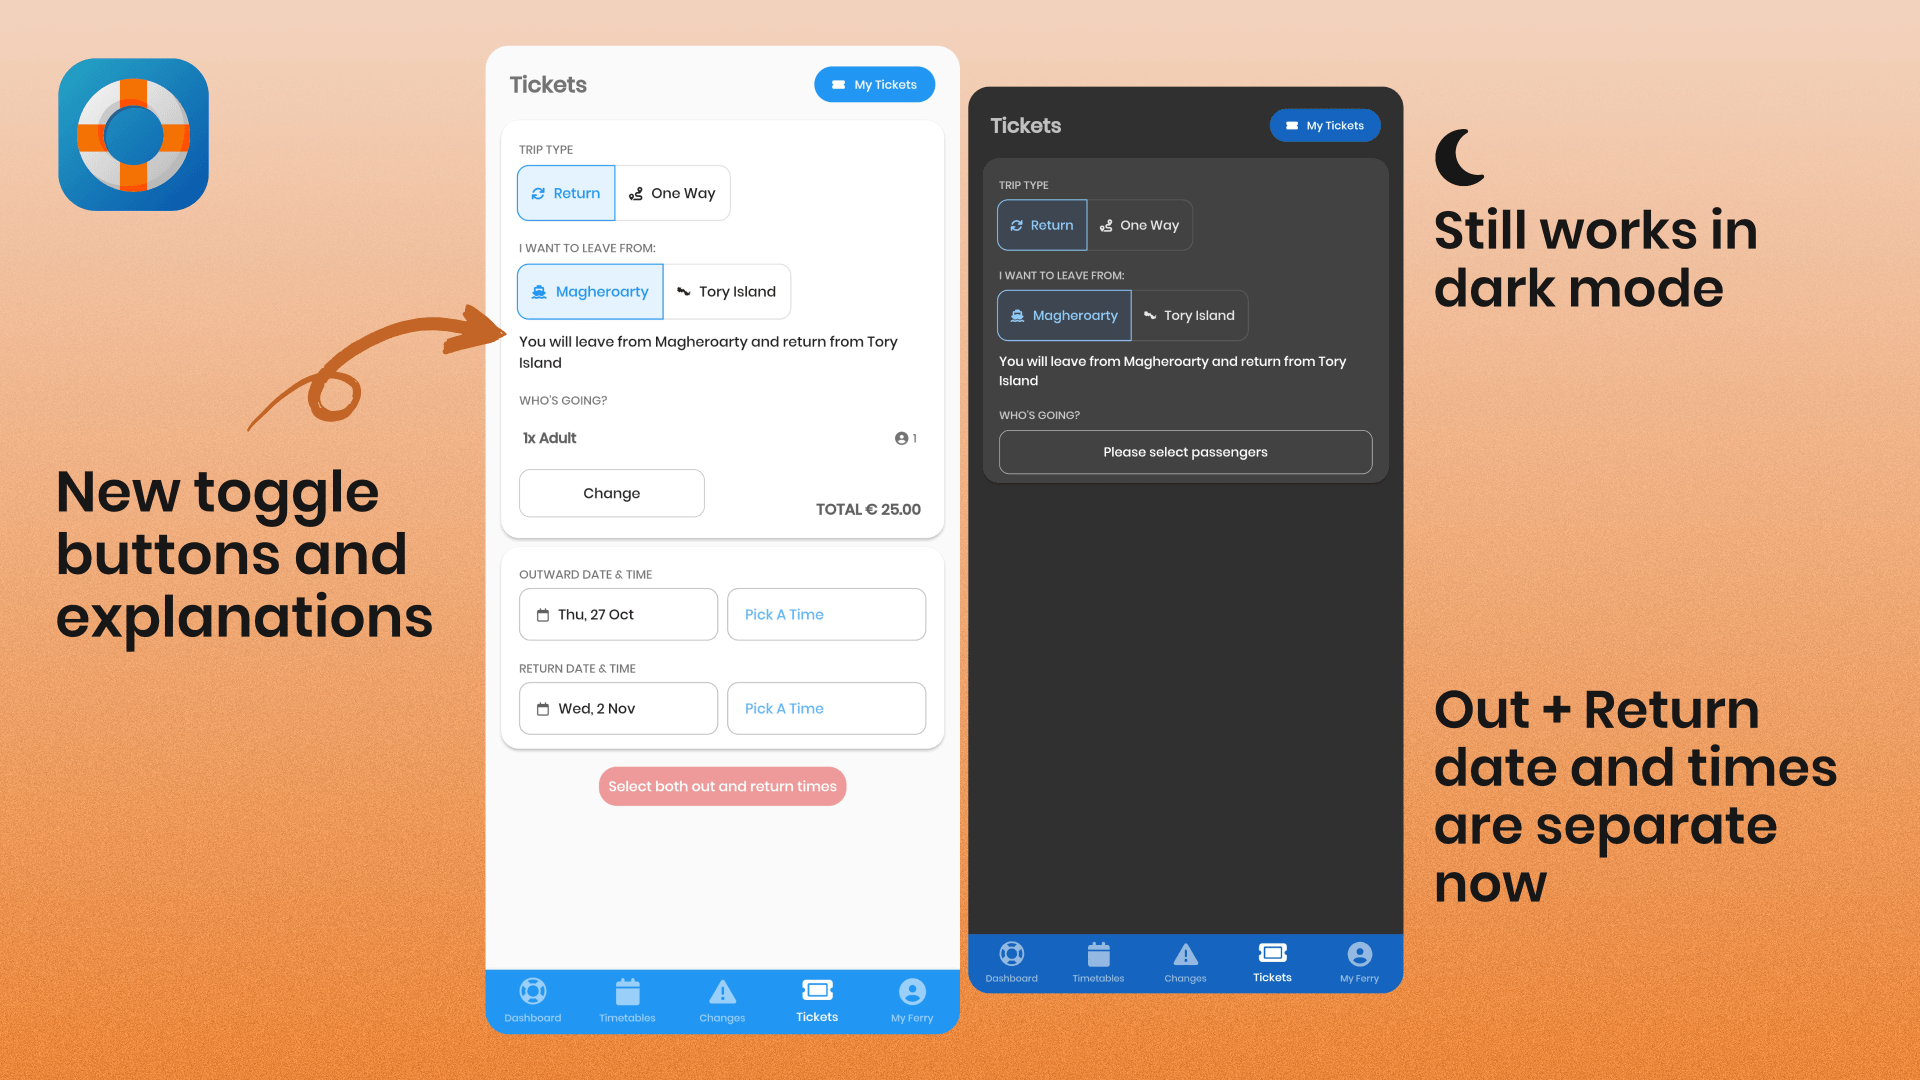 New toggle
buttons and
explanations
Tickets
My Tickets
TRIP TYPE
Return
One Way
I WANT TO LEAVE FROM:
Magheroarty
Tory Island
You will leave from Magheroarty and return from Tory
Island
WHO'S GOING?
1x Adult
1
Change
TOTAL € 25.00
OUTWARD DATE & TIME
Thu, 27 Oct
Pick A Time
RETURN DATE & TIME
Wed, 2 Nov
Pick A Time
Select both out and return times
Dashboard
Timetables
Changes
Tickets
My Ferry
Tickets
My Tickets
TRIP TYPE
Return
One Way
I WANT TO LEAVE FROM:
Magheroarty
Tory Island
You will leave from Magheroarty and return from Tory
Island
WHO'S GOING?
Please select passengers
Dashboard
Timetables
Changes
Tickets
My Ferry
Still works in
dark mode
Out + Return
date and times
are separate
now